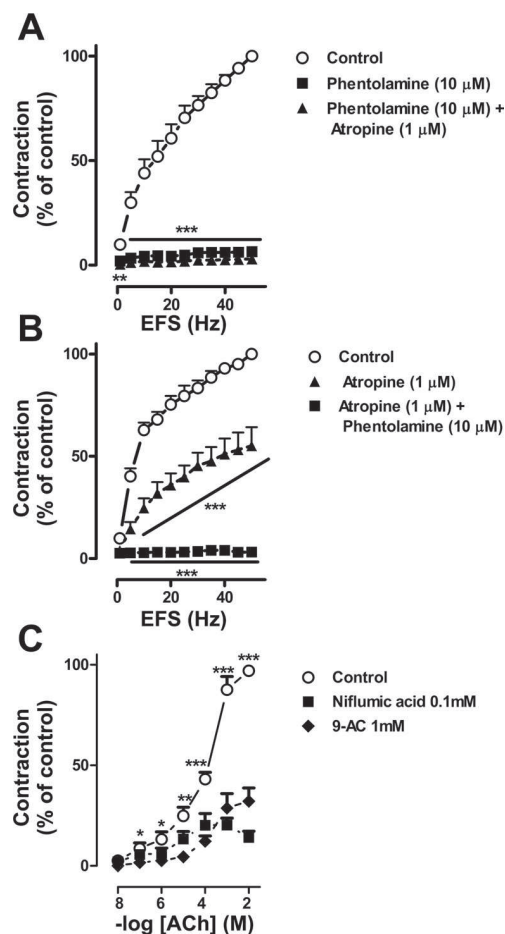 A
Contraction
(% of control)
100
50
0
***
**
0
20
40
EFS (Hz)
Control
Phentolamine (10 μM)
Phentolamine (10 μM) +
Atropine (1 μM)
B
Contraction
(% of control)
100
50
0
***
***
0
20
40
EFS (Hz)
Control
Atropine (1 μM)
Atropine (1 μM) +
Phentolamine (10 μM)
C
Contraction
(% of control)
100
50
0
*
*
**
***
***
***
8
6
4
2
-log [ACh] (M)
Control
Niflumic acid 0.1mM
9-AC 1mM